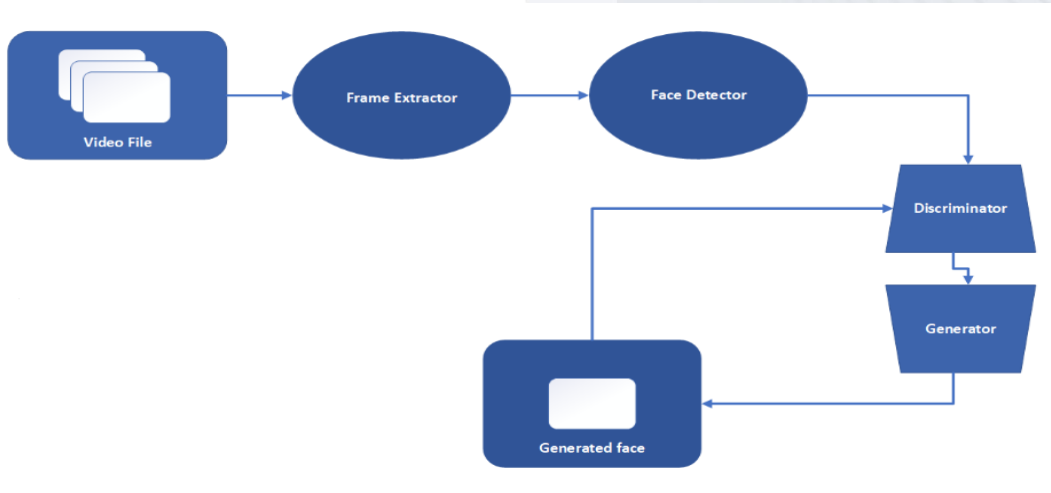 Video File
Frame Extractor
Face Detector
Discriminator
Generator
Generated face